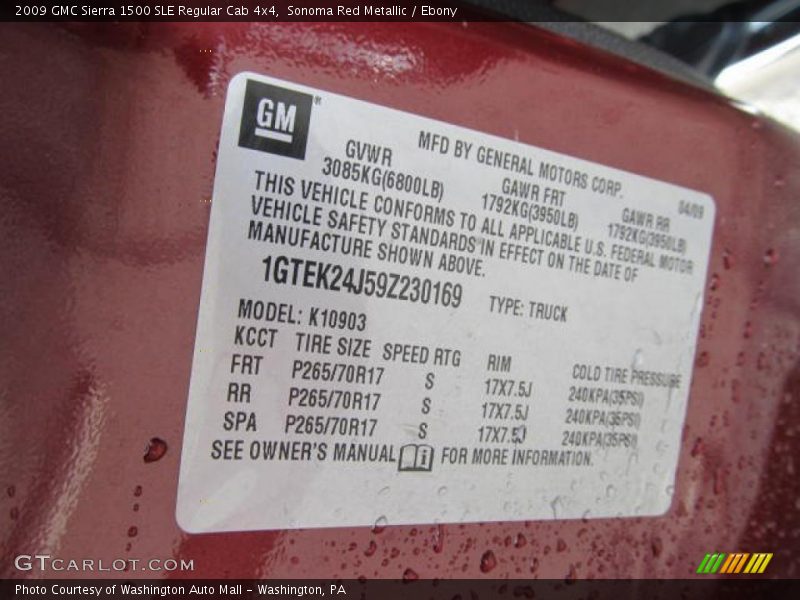 2009 GMC Sierra 1500 SLE Regular Cab 4x4, Sonoma Red Metallic / Ebony
GM
®
MFD BY GENERAL MOTORS CORP.
04/09
GVWR GAWR FRT GAWR RR
3085KG(6800LB) 1792KG(3950LB) 1792KG(3950LB)
THIS VEHICLE CONFORMS TO ALL APPLICABLE U.S. FEDERAL MOTOR
VEHICLE SAFETY STANDARDS IN EFFECT ON THE DATE OF
MANUFACTURE SHOWN ABOVE.
1GTEK24J59Z230169 TYPE: TRUCK
MODEL: K10903
KCCT TIRE SIZE SPEED RTG RIM COLD TIRE PRESSURE
FRT P265/70R17 S 17X7.5J 240KPA(35PSI)
RR P265/70R17 S 17X7.5J 240KPA(35PSI)
SPA P265/70R17 S 17X7.5J 240KPA(35PSI)
SEE OWNER'S MANUAL i FOR MORE INFORMATION.
GTCARLOT.COM
Photo Courtesy of Washington Auto Mall – Washington, PA